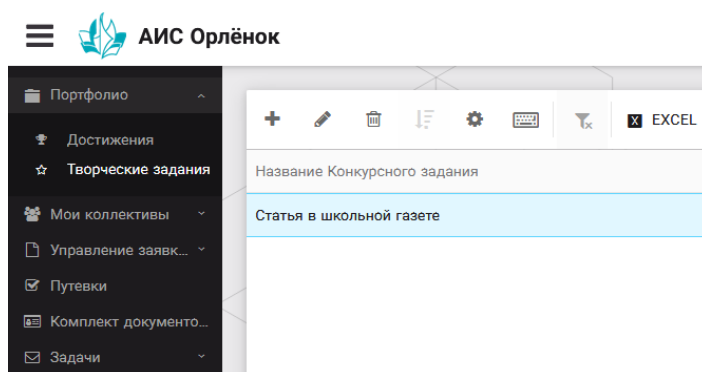 АИС Орлёнок
Портфолио
Достижения
Творческие задания
Мои коллективы
Управление заявк...
Путевки
Комплект документо...
Задачи
X EXCEL
Название Конкурсного задания
Статья в школьной газете